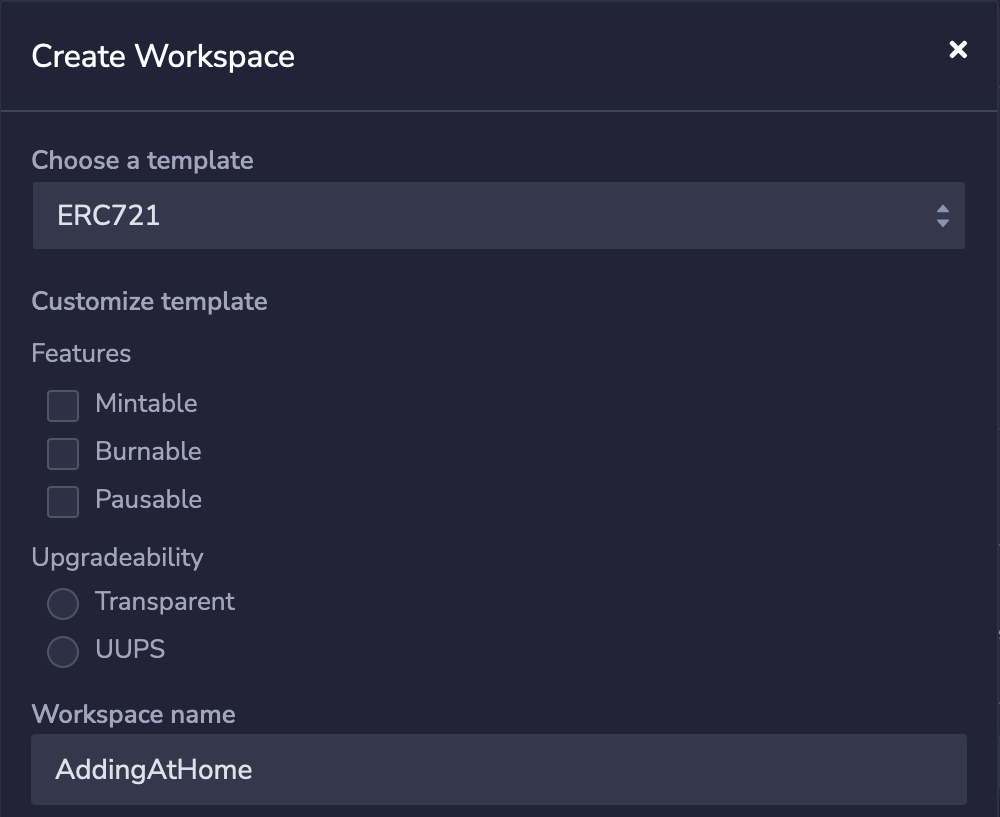 Create Workspace
Choose a template
ERC721
Customize template
Features
Mintable
Burnable
Pausable
Upgradeability
Transparent
UUPS
Workspace name
AddingAtHome